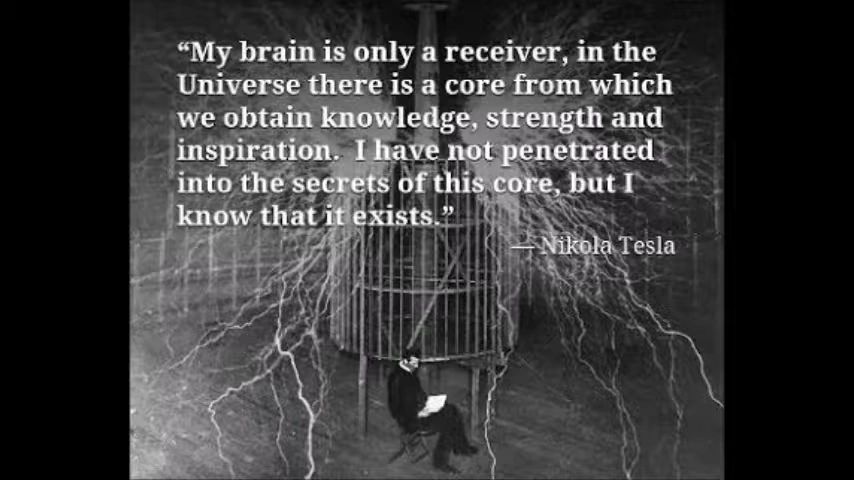 “My brain is only a receiver, in the
Universe there is a core from which
we obtain knowledge, strength and
inspiration.  I have not penetrated
into the secrets of this core, but I
know that it exists.”
— Nikola Tesla